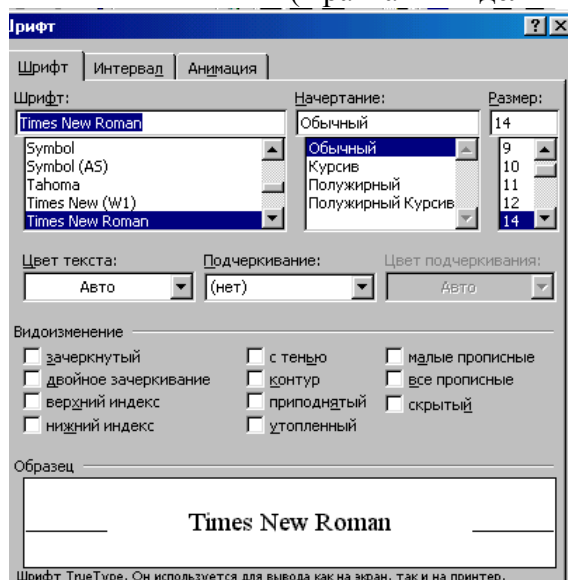 Шрифт
Шрифт Интервал Анимация
Шрифт: Начертание: Размер:
Times New Roman Обычный 14
Symbol Обычный 9
Symbol (AS) Курсив 10
Tahoma Полужирный 11
Times New (W1) Полужирный Курсив 12
Times New Roman 14
Цвет текста: Подчеркивание: Цвет подчеркивания:
Авто (нет) Авто
Видоизменение
зачеркнутый с тенью малые прописные
двойное зачеркивание контур все прописные
верхний индекс приподнятый скрытый
нижний индекс утопленный
Образец
Times New Roman
Шрифт TrueType. Он используется для вывода как на экран, так и на принтер.